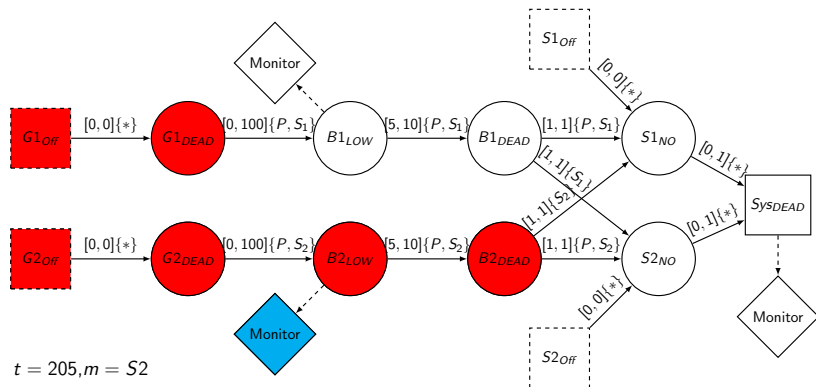 S1Off
Monitor
[0, 0]{∗}
[0, 0]{∗}
[0, 100]{P, S1}
[5, 10]{P, S1}
[1, 1]{P, S1}
G1Off
G1DEAD
B1LOW
B1DEAD
S1NO
[0, 1]{∗}
[1, 1]{S1}
[1, 1]{S2}
SysDEAD
[0, 1]{∗}
[0, 0]{∗}
[0, 100]{P, S2}
[5, 10]{P, S2}
[1, 1]{P, S2}
G2Off
G2DEAD
B2LOW
B2DEAD
S2NO
[0, 0]{∗}
Monitor
Monitor
S2Off
t = 205,m = S2